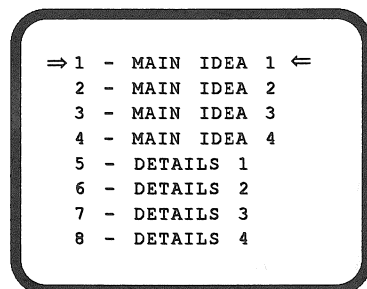 ⇒ 1 - MAIN IDEA 1 ⇐
2 - MAIN IDEA 2
3 - MAIN IDEA 3
4 - MAIN IDEA 4
5 - DETAILS 1
6 - DETAILS 2
7 - DETAILS 3
8 - DETAILS 4